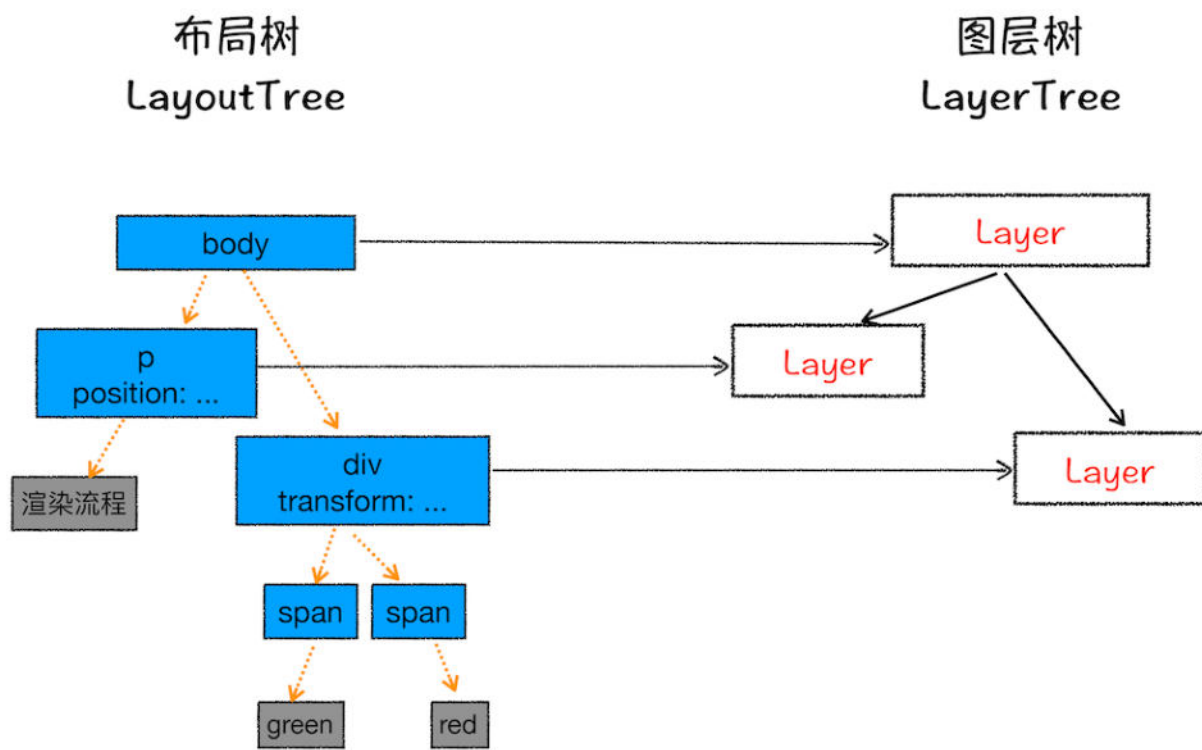 布局树
LayoutTree
图层树
LayerTree
body
Layer
p
position: ...
Layer
div
transform: ...
Layer
渲染流程
span
span
green
red